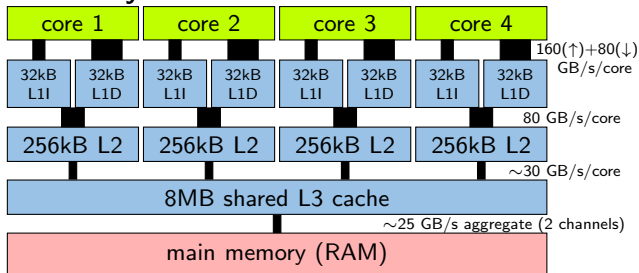 core 1 core 2 core 3 core 4
160(↑)+80(↓)
GB/s/core
32kB 32kB 32kB 32kB 32kB 32kB 32kB 32kB
L1I L1D L1I L1D L1I L1D L1I L1D
80 GB/s/core
256kB L2 256kB L2 256kB L2 256kB L2
~30 GB/s/core
8MB shared L3 cache
~25 GB/s aggregate (2 channels)
main memory (RAM)